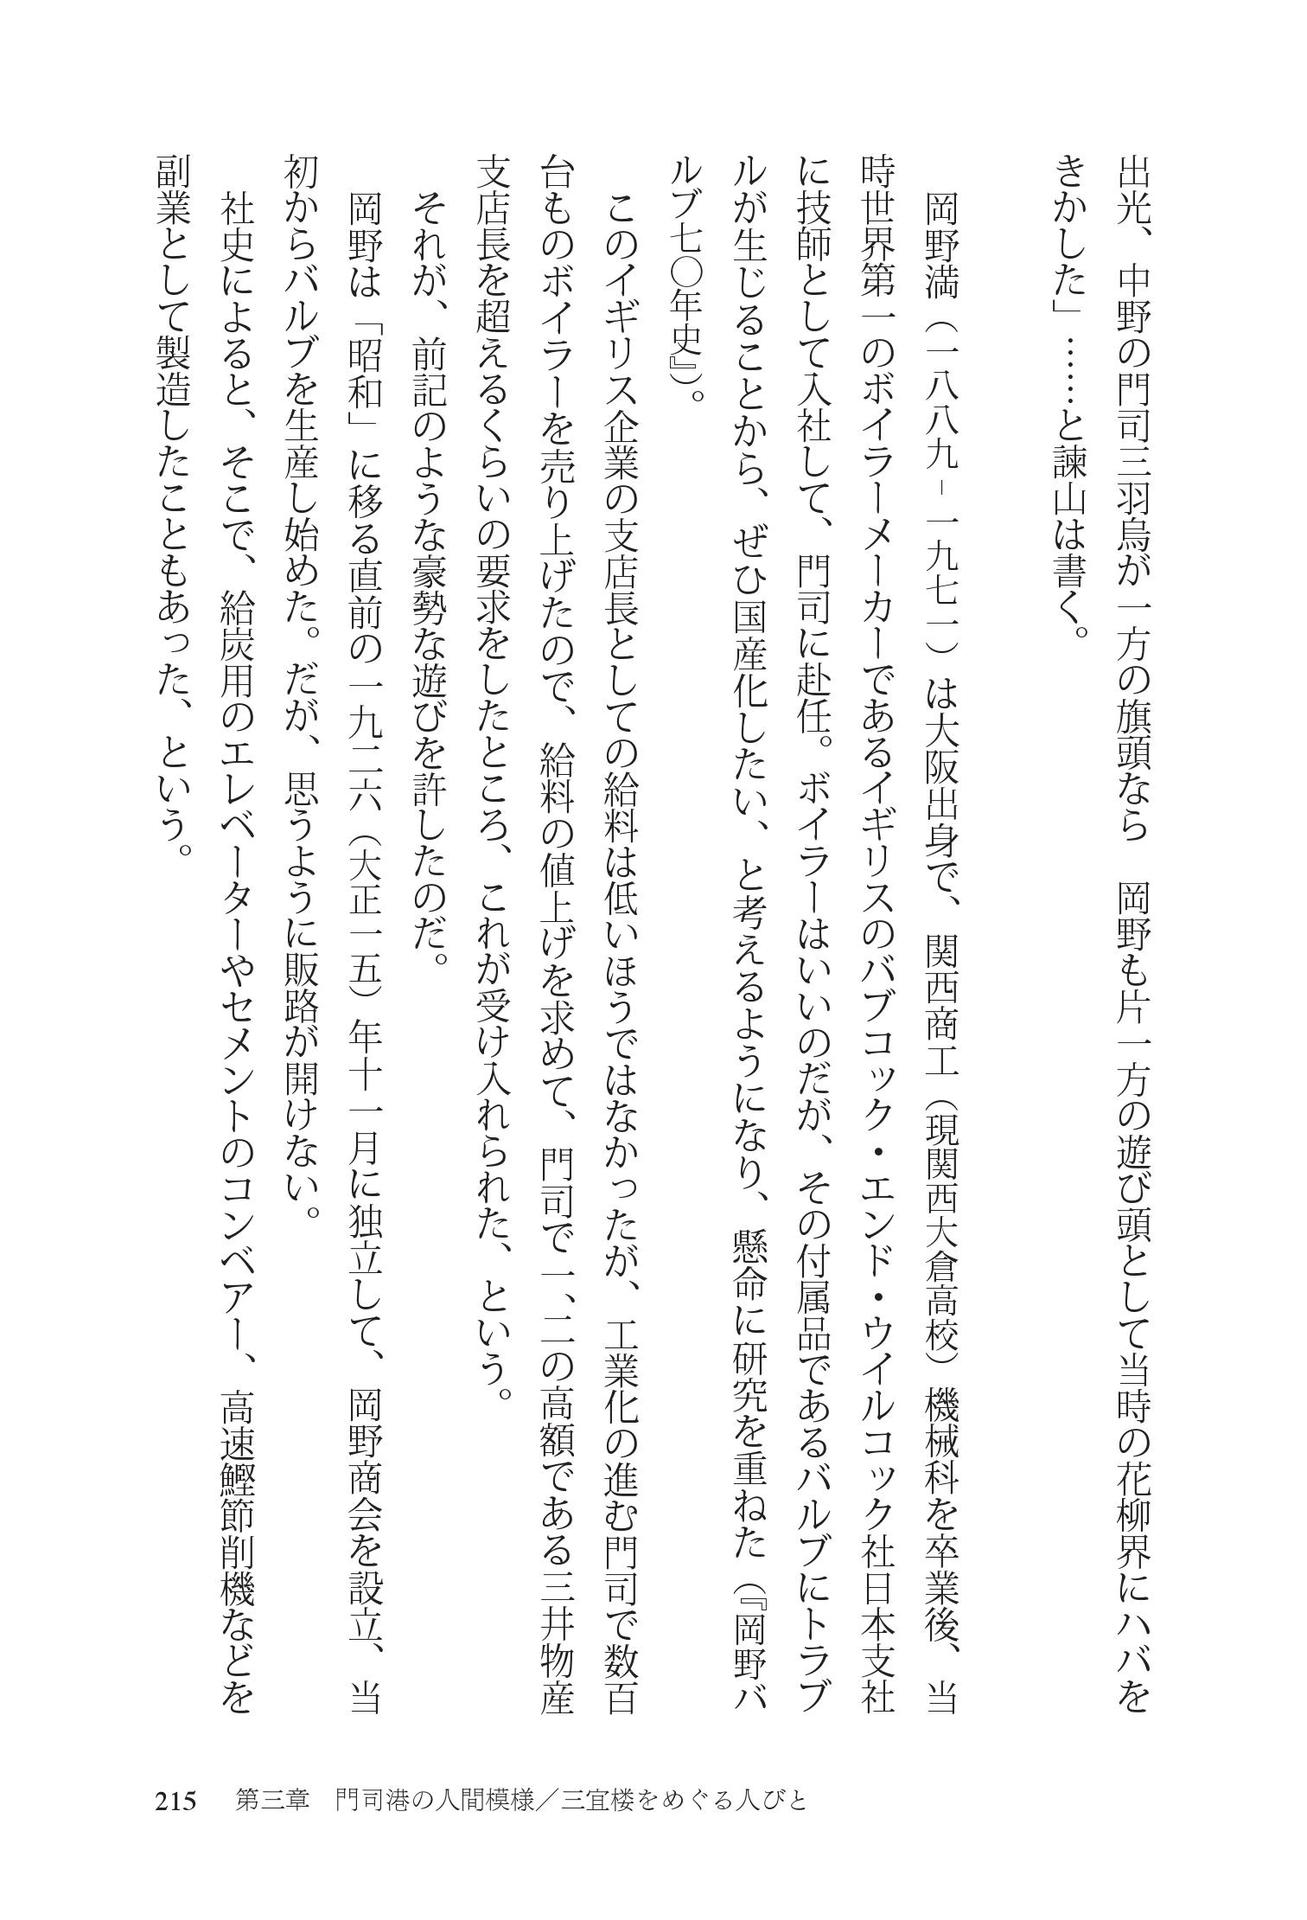 出光、中野の門司三羽烏が一方の旗頭なら　岡野も片一方の遊び頭として当時の花柳界にハバを
きかした」……と諫山は書く。
岡野満（一八八九－一九七一）は大阪出身で、関西商工（現関西大倉高校）機械科を卒業後、当
時世界第一のボイラーメーカーであるイギリスのバブコック・エンド・ウイルコック社日本支社
に技師として入社して、門司に赴任。ボイラーはいいのだが、その付属品であるバルブにトラブ
ルが生じることから、ぜひ国産化したい、と考えるようになり、懸命に研究を重ねた（『岡野バ
ルブ七〇年史』）。
このイギリス企業の支店長としての給料は低いほうではなかったが、工業化の進む門司で数百
台ものボイラーを売り上げたので、給料の値上げを求めて、門司で一、二の高額である三井物産
支店長を超えるくらいの要求をしたところ、これが受け入れられた、という。
それが、前記のような豪勢な遊びを許したのだ。
岡野は「昭和」に移る直前の一九二六（大正一五）年十一月に独立して、岡野商会を設立、当
初からバルブを生産し始めた。だが、思うように販路が開けない。
社史によると、そこで、給炭用のエレベーターやセメントのコンベアー、高速鰹節削機などを
副業として製造したこともあった、という。
215　第三章　門司港の人間模様／三宜楼をめぐる人びと